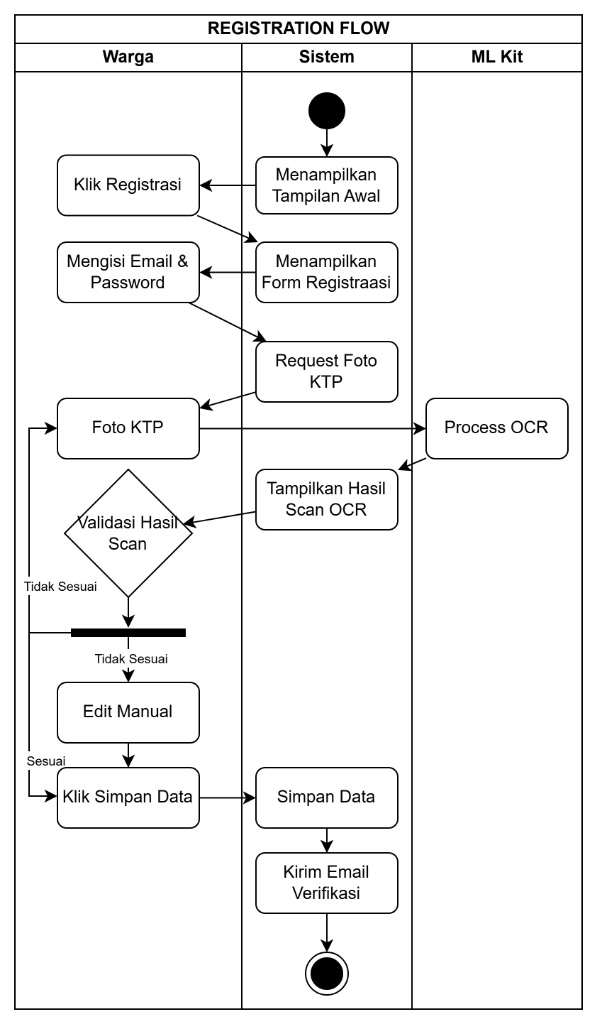 REGISTRATION FLOW
Warga
Sistem
ML Kit
Menampilkan
Tampilan Awal
Klik Registrasi
Menampilkan
Form Registraasi
Mengisi Email &
Password
Request Foto
KTP
Foto KTP
Process OCR
Tampilkan Hasil
Scan OCR
Validasi Hasil
Scan
Tidak Sesuai
Tidak Sesuai
Edit Manual
Sesuai
Klik Simpan Data
Simpan Data
Kirim Email
Verifikasi